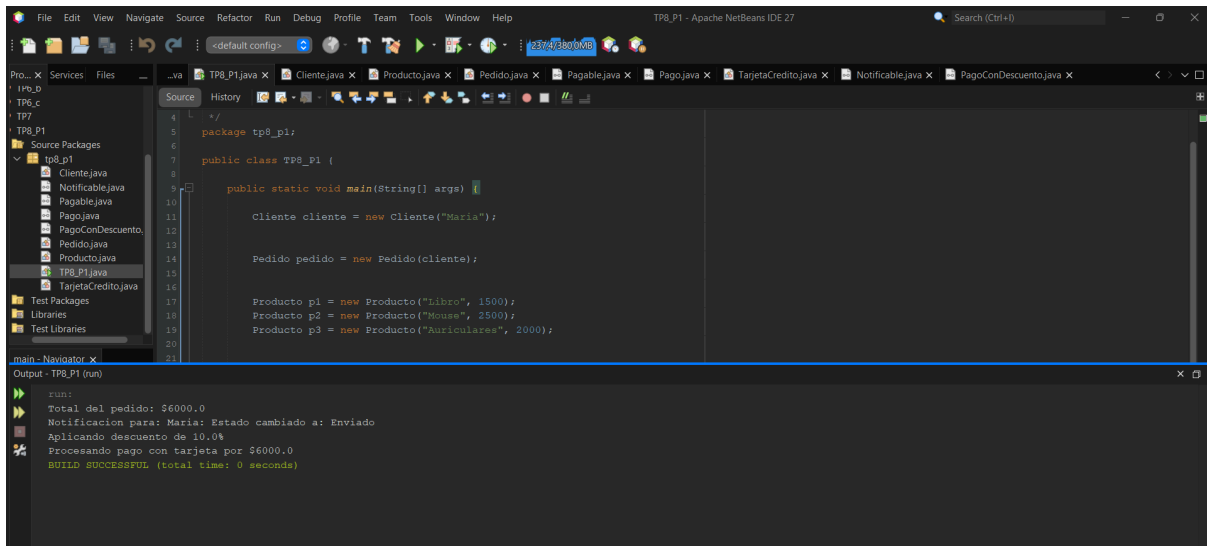 File Edit View Navigate Source Refactor Run Debug Profile Team Tools Window Help TP8_P1 - Apache NetBeans IDE 27 Search (Ctrl+I)
<default config> 237.4/380.0MB
Pro... Services Files ...va TP8_P1.java Cliente.java Producto.java Pedido.java Pagable.java Pago.java TarjetaCredito.java Notificable.java PagoConDescuento.java
TP6_b
TP6_c
TP7
TP8_P1
Source Packages
tp8_p1
Cliente.java
Notificable.java
Pagable.java
Pago.java
PagoConDescuento.
Pedido.java
Producto.java
TP8_P1.java
TarjetaCredito.java
Test Packages
Libraries
Test Libraries
main - Navigator
Source History
4 */
5 package tp8_p1;
6
7 public class TP8_P1 {
8
9 public static void main(String[] args) {
10
11 Cliente cliente = new Cliente("Maria");
12
13
14 Pedido pedido = new Pedido(cliente);
15
16
17 Producto p1 = new Producto("Libro", 1500);
18 Producto p2 = new Producto("Mouse", 2500);
19 Producto p3 = new Producto("Auriculares", 2000);
20
21
Output - TP8_P1 (run)
run:
Total del pedido: $6000.0
Notificacion para: Maria: Estado cambiado a: Enviado
Aplicando descuento de 10.0%
Procesando pago con tarjeta por $6000.0
BUILD SUCCESSFUL (total time: 0 seconds)